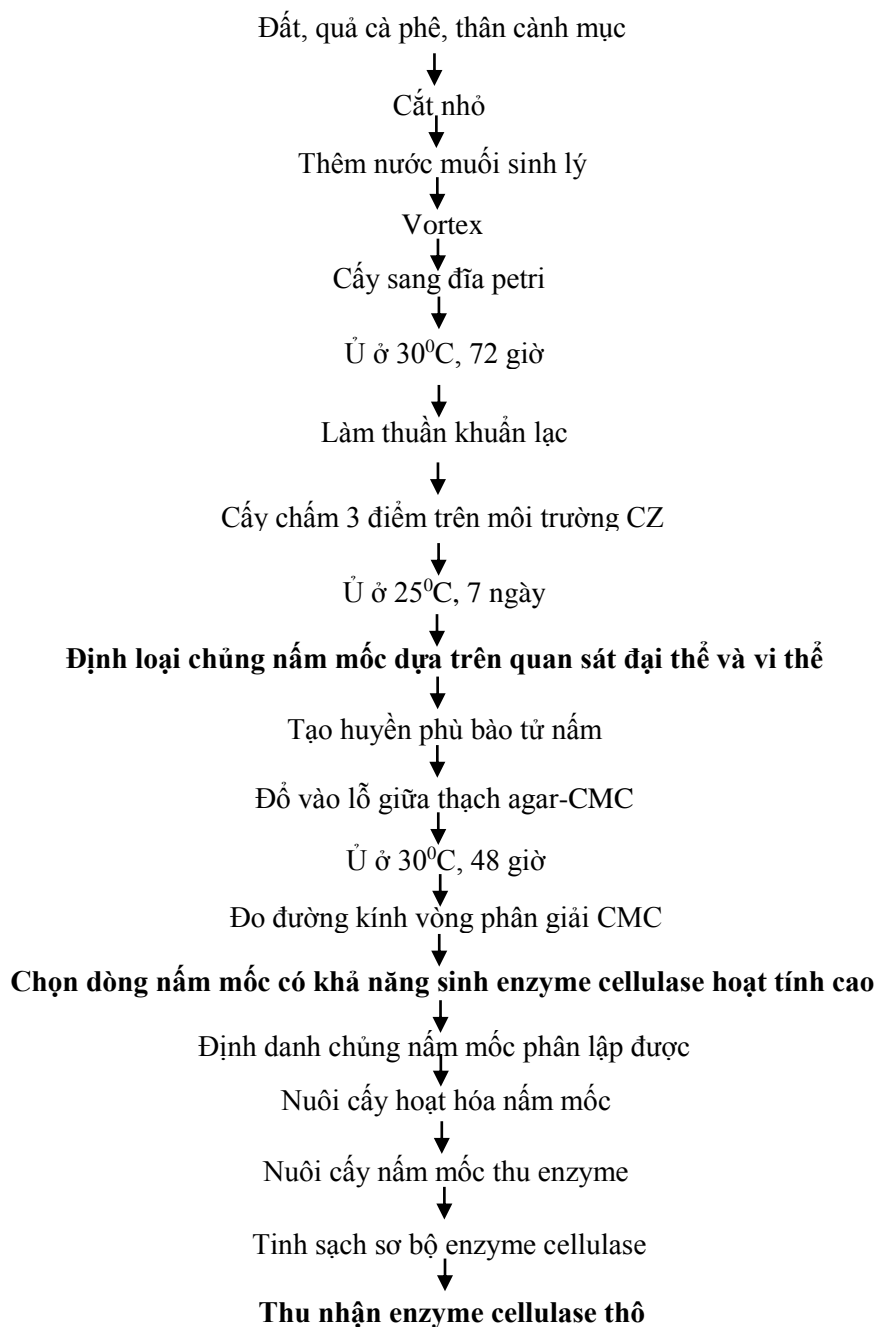 Đất, quả cà phê, thân cành mục
Cắt nhỏ
Thêm nước muối sinh lý
Vortex
Cấy sang đĩa petri
Ủ ở 30⁰C, 72 giờ
Làm thuần khuẩn lạc
Cấy chấm 3 điểm trên môi trường CZ
Ủ ở 25⁰C, 7 ngày
Định loại chủng nấm mốc dựa trên quan sát đại thể và vi thể
Tạo huyền phù bào tử nấm
Đổ vào lỗ giữa thạch agar-CMC
Ủ ở 30⁰C, 48 giờ
Đo đường kính vòng phân giải CMC
Chọn dòng nấm mốc có khả năng sinh enzyme cellulase hoạt tính cao
Định danh chủng nấm mốc phân lập được
Nuôi cấy hoạt hóa nấm mốc
Nuôi cấy nấm mốc thu enzyme
Tinh sạch sơ bộ enzyme cellulase
Thu nhận enzyme cellulase thô